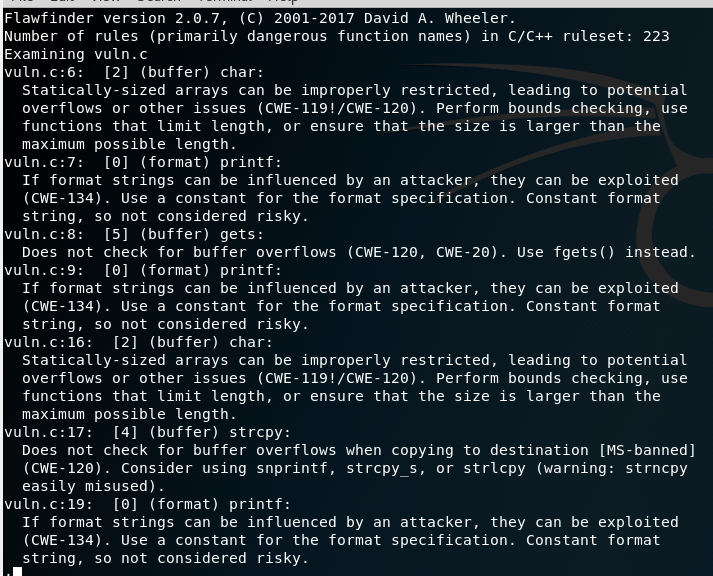 Flawfinder version 2.0.7, (C) 2001-2017 David A. Wheeler.
Number of rules (primarily dangerous function names) in C/C++ ruleset: 223
Examining vuln.c
vuln.c:6:  [2] (buffer) char:
  Statically-sized arrays can be improperly restricted, leading to potential
  overflows or other issues (CWE-119!/CWE-120). Perform bounds checking, use
  functions that limit length, or ensure that the size is larger than the
  maximum possible length.
vuln.c:7:  [0] (format) printf:
  If format strings can be influenced by an attacker, they can be exploited
  (CWE-134). Use a constant for the format specification. Constant format
  string, so not considered risky.
vuln.c:8:  [5] (buffer) gets:
  Does not check for buffer overflows (CWE-120, CWE-20). Use fgets() instead.
vuln.c:9:  [0] (format) printf:
  If format strings can be influenced by an attacker, they can be exploited
  (CWE-134). Use a constant for the format specification. Constant format
  string, so not considered risky.
vuln.c:16:  [2] (buffer) char:
  Statically-sized arrays can be improperly restricted, leading to potential
  overflows or other issues (CWE-119!/CWE-120). Perform bounds checking, use
  functions that limit length, or ensure that the size is larger than the
  maximum possible length.
vuln.c:17:  [4] (buffer) strcpy:
  Does not check for buffer overflows when copying to destination [MS-banned]
  (CWE-120). Consider using snprintf, strcpy_s, or strlcpy (warning: strncpy
  easily misused).
vuln.c:19:  [0] (format) printf:
  If format strings can be influenced by an attacker, they can be exploited
  (CWE-134). Use a constant for the format specification. Constant format
  string, so not considered risky.